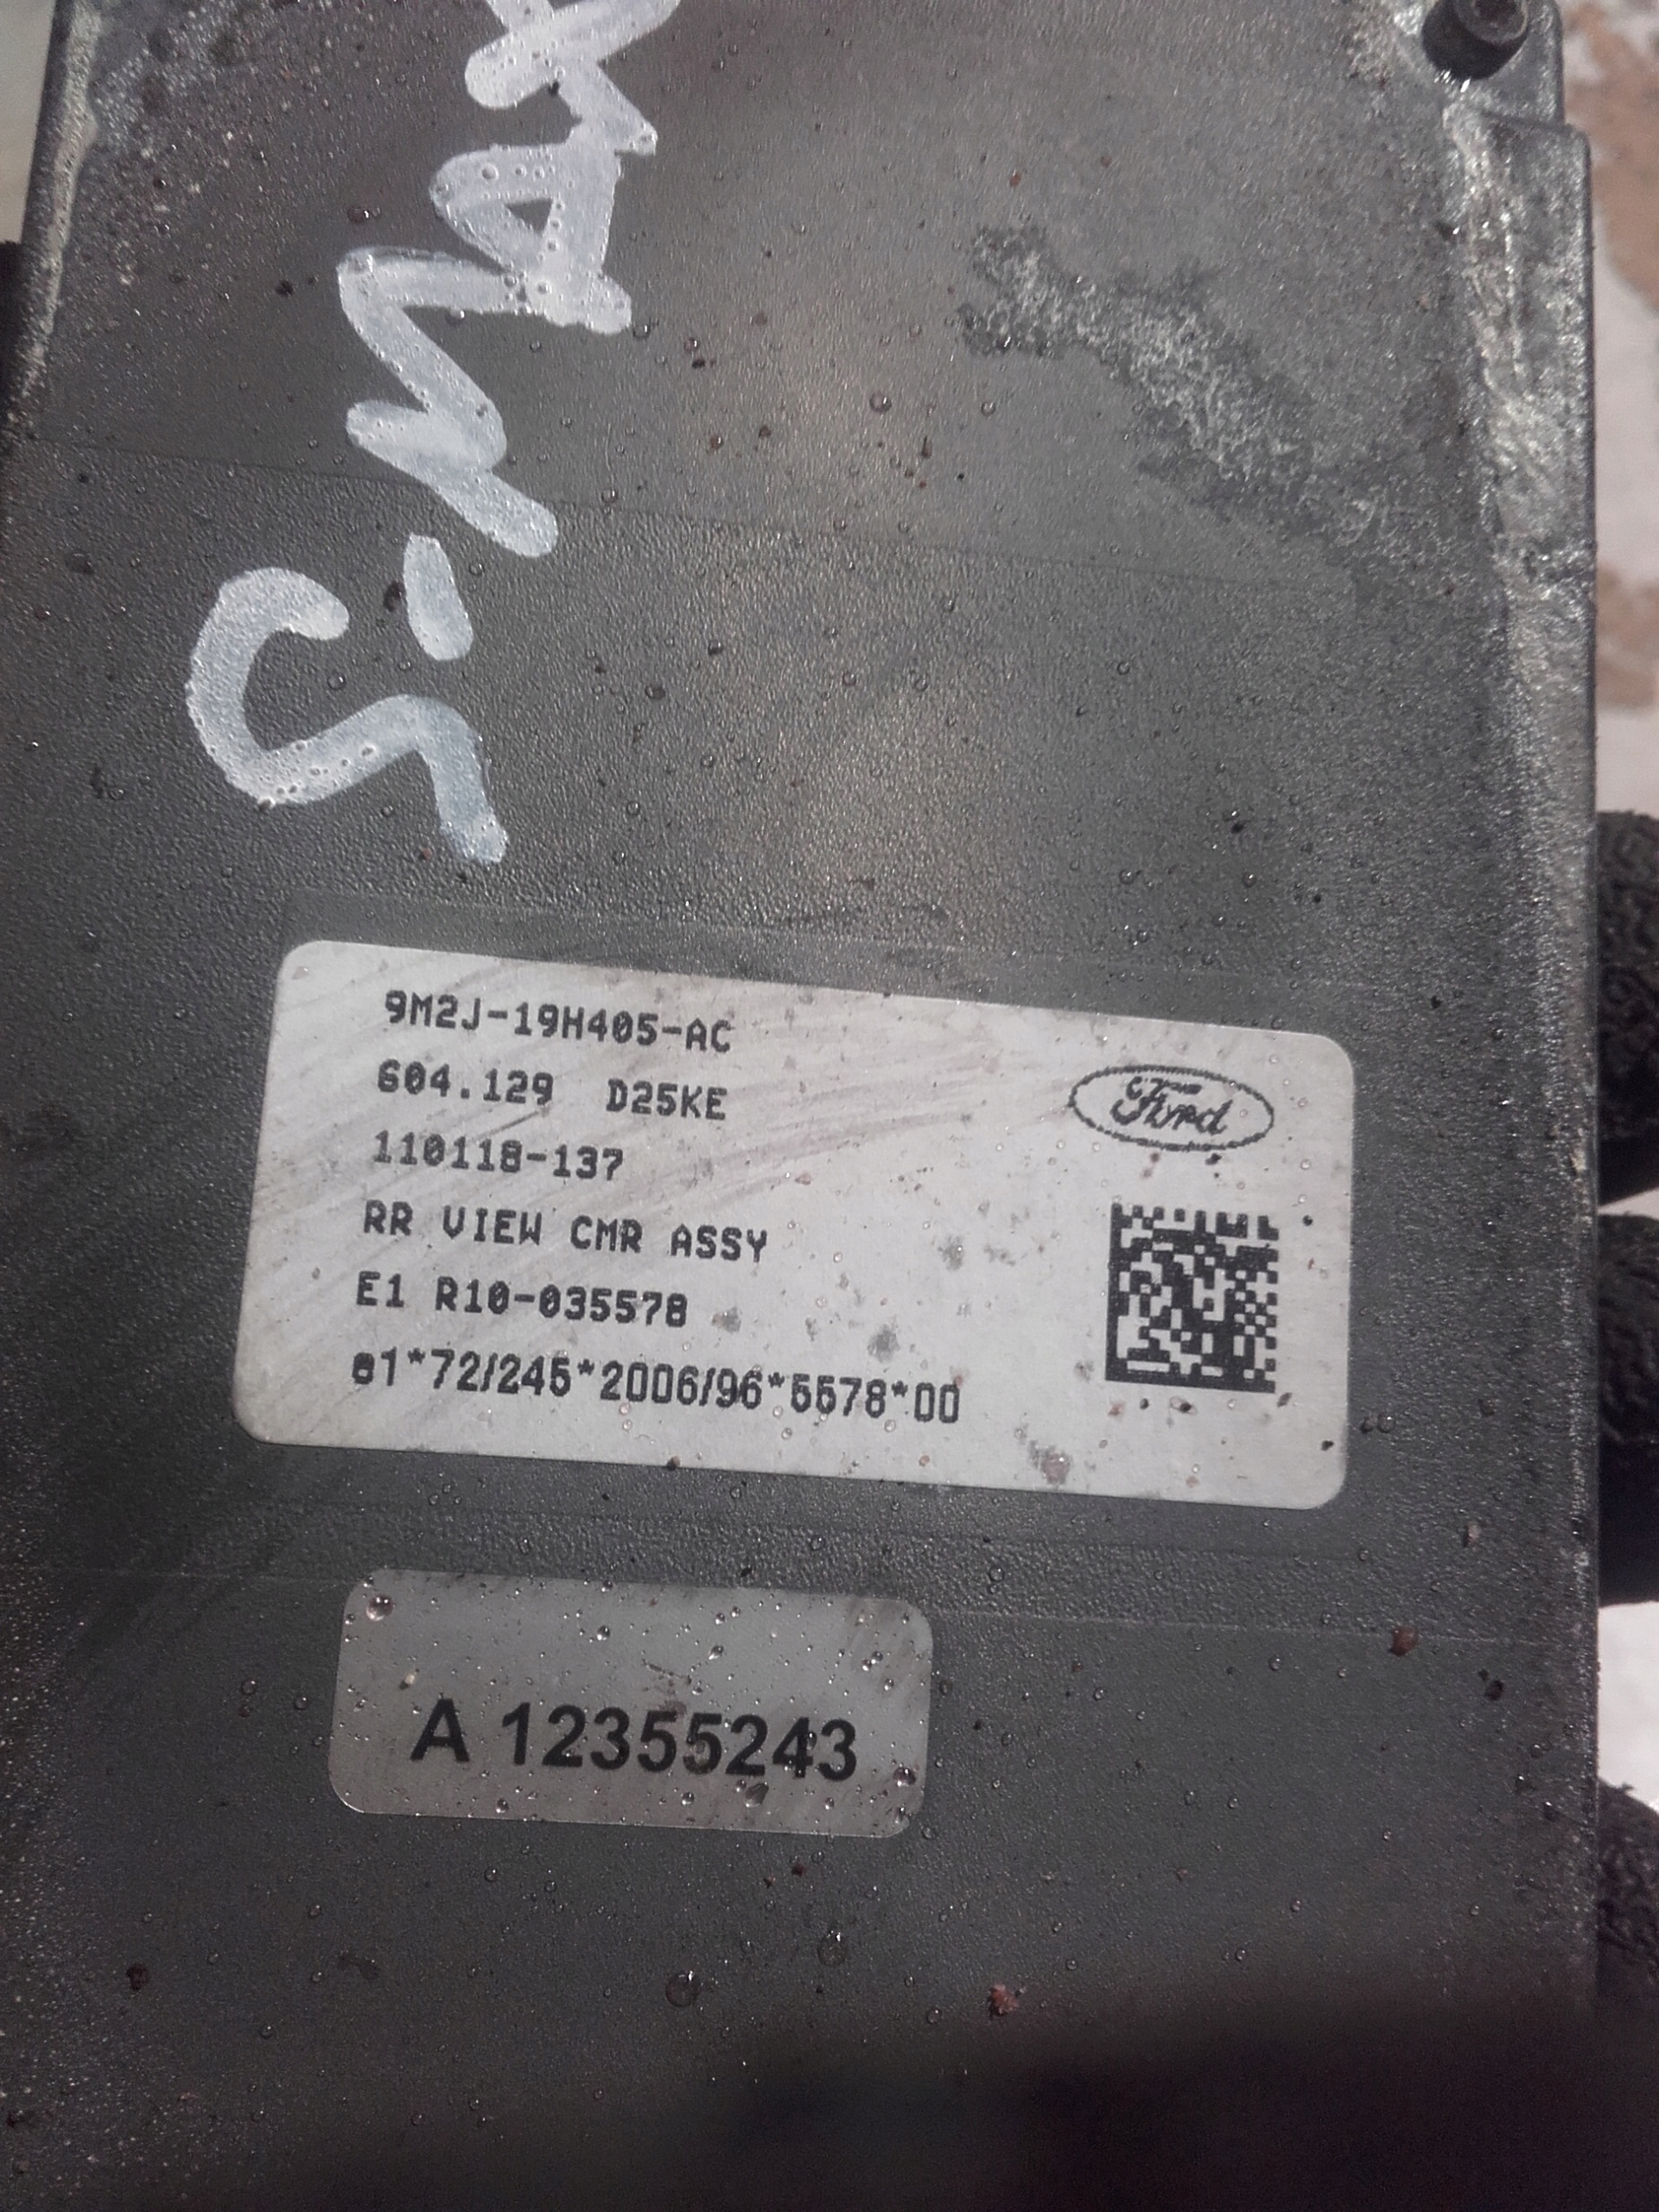 S-MAX
9M2J-19H405-AC
604.129 D25KE
Ford
110118-137
RR VIEW CMR ASSY
E1 R10-035578
e1*72/245*2006/96*5578*00
A 12355243